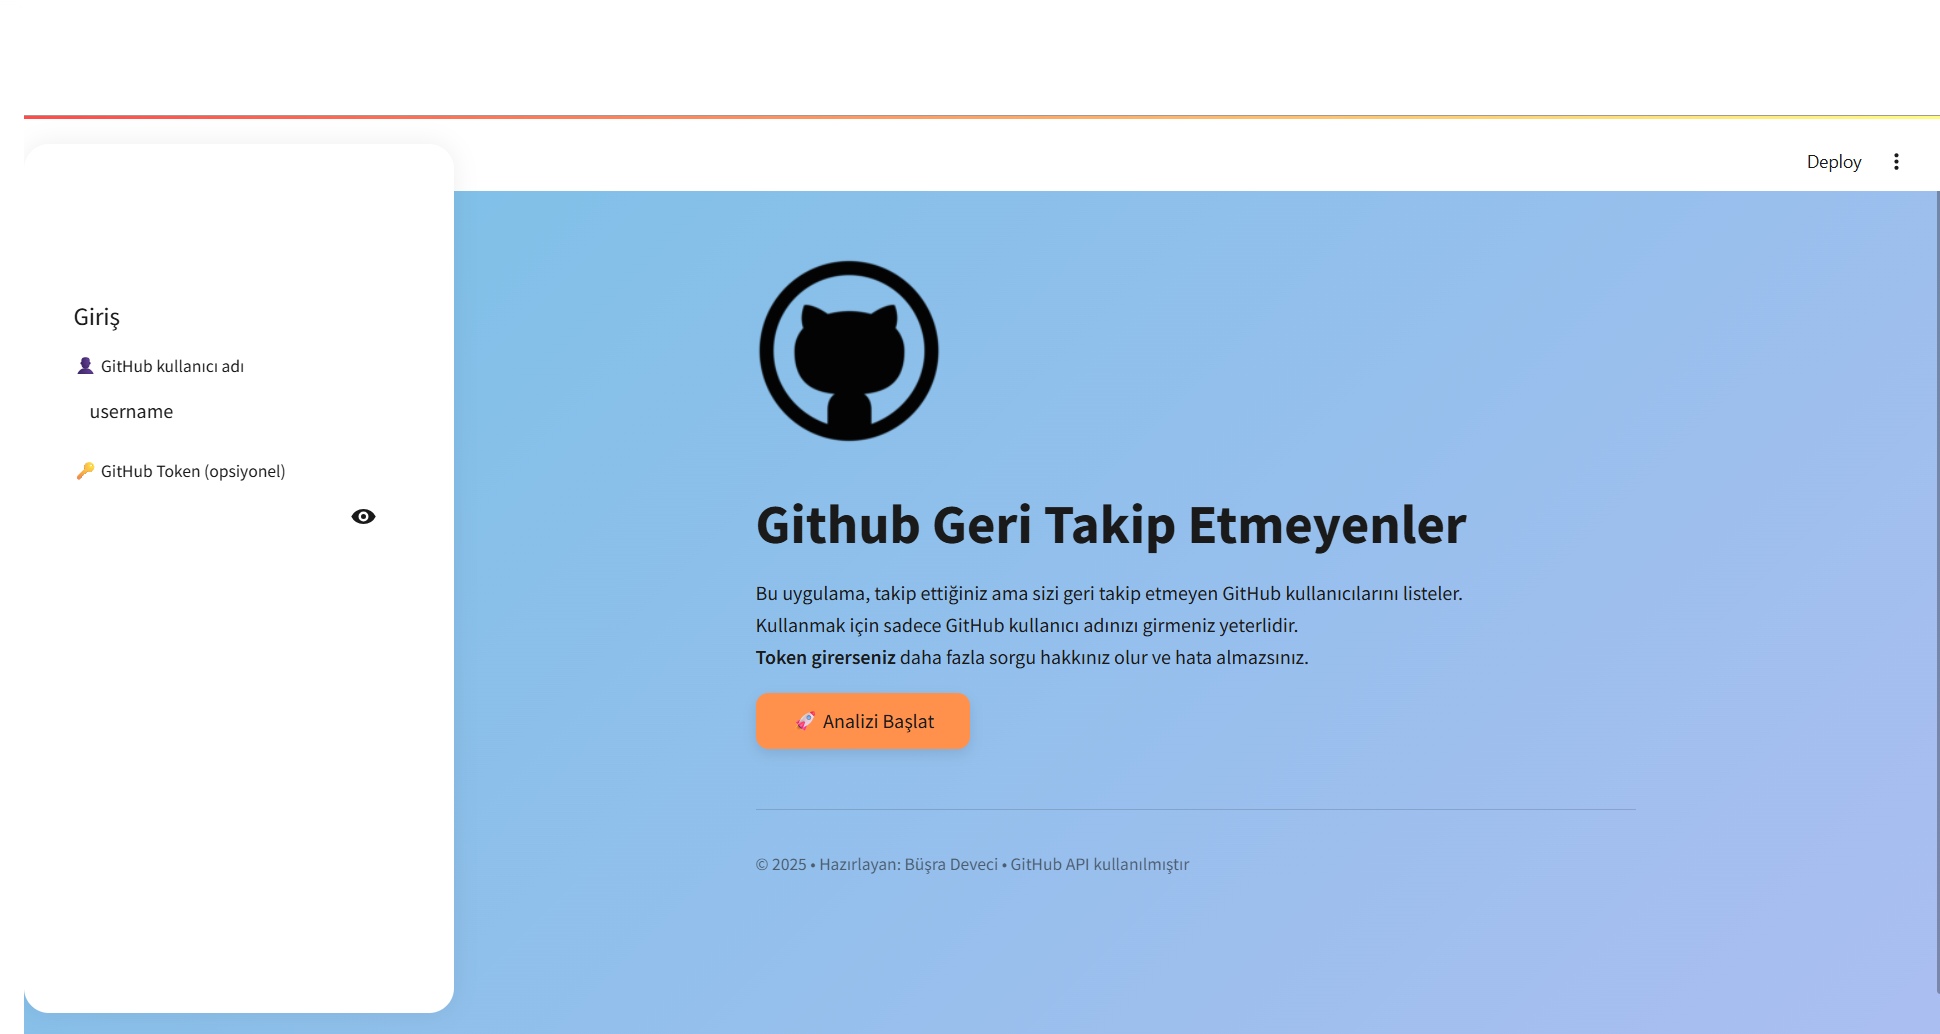 Deploy
Giriş
👤 GitHub kullanıcı adı
username
🔑 GitHub Token (opsiyonel)
Github Geri Takip Etmeyenler
Bu uygulama, takip ettiğiniz ama sizi geri takip etmeyen GitHub kullanıcılarını listeler.
Kullanmak için sadece GitHub kullanıcı adınızı girmeniz yeterlidir.
Token girerseniz daha fazla sorgu hakkınız olur ve hata almazsınız.
🚀 Analizi Başlat
© 2025 • Hazırlayan: Büşra Deveci • GitHub API kullanılmıştır